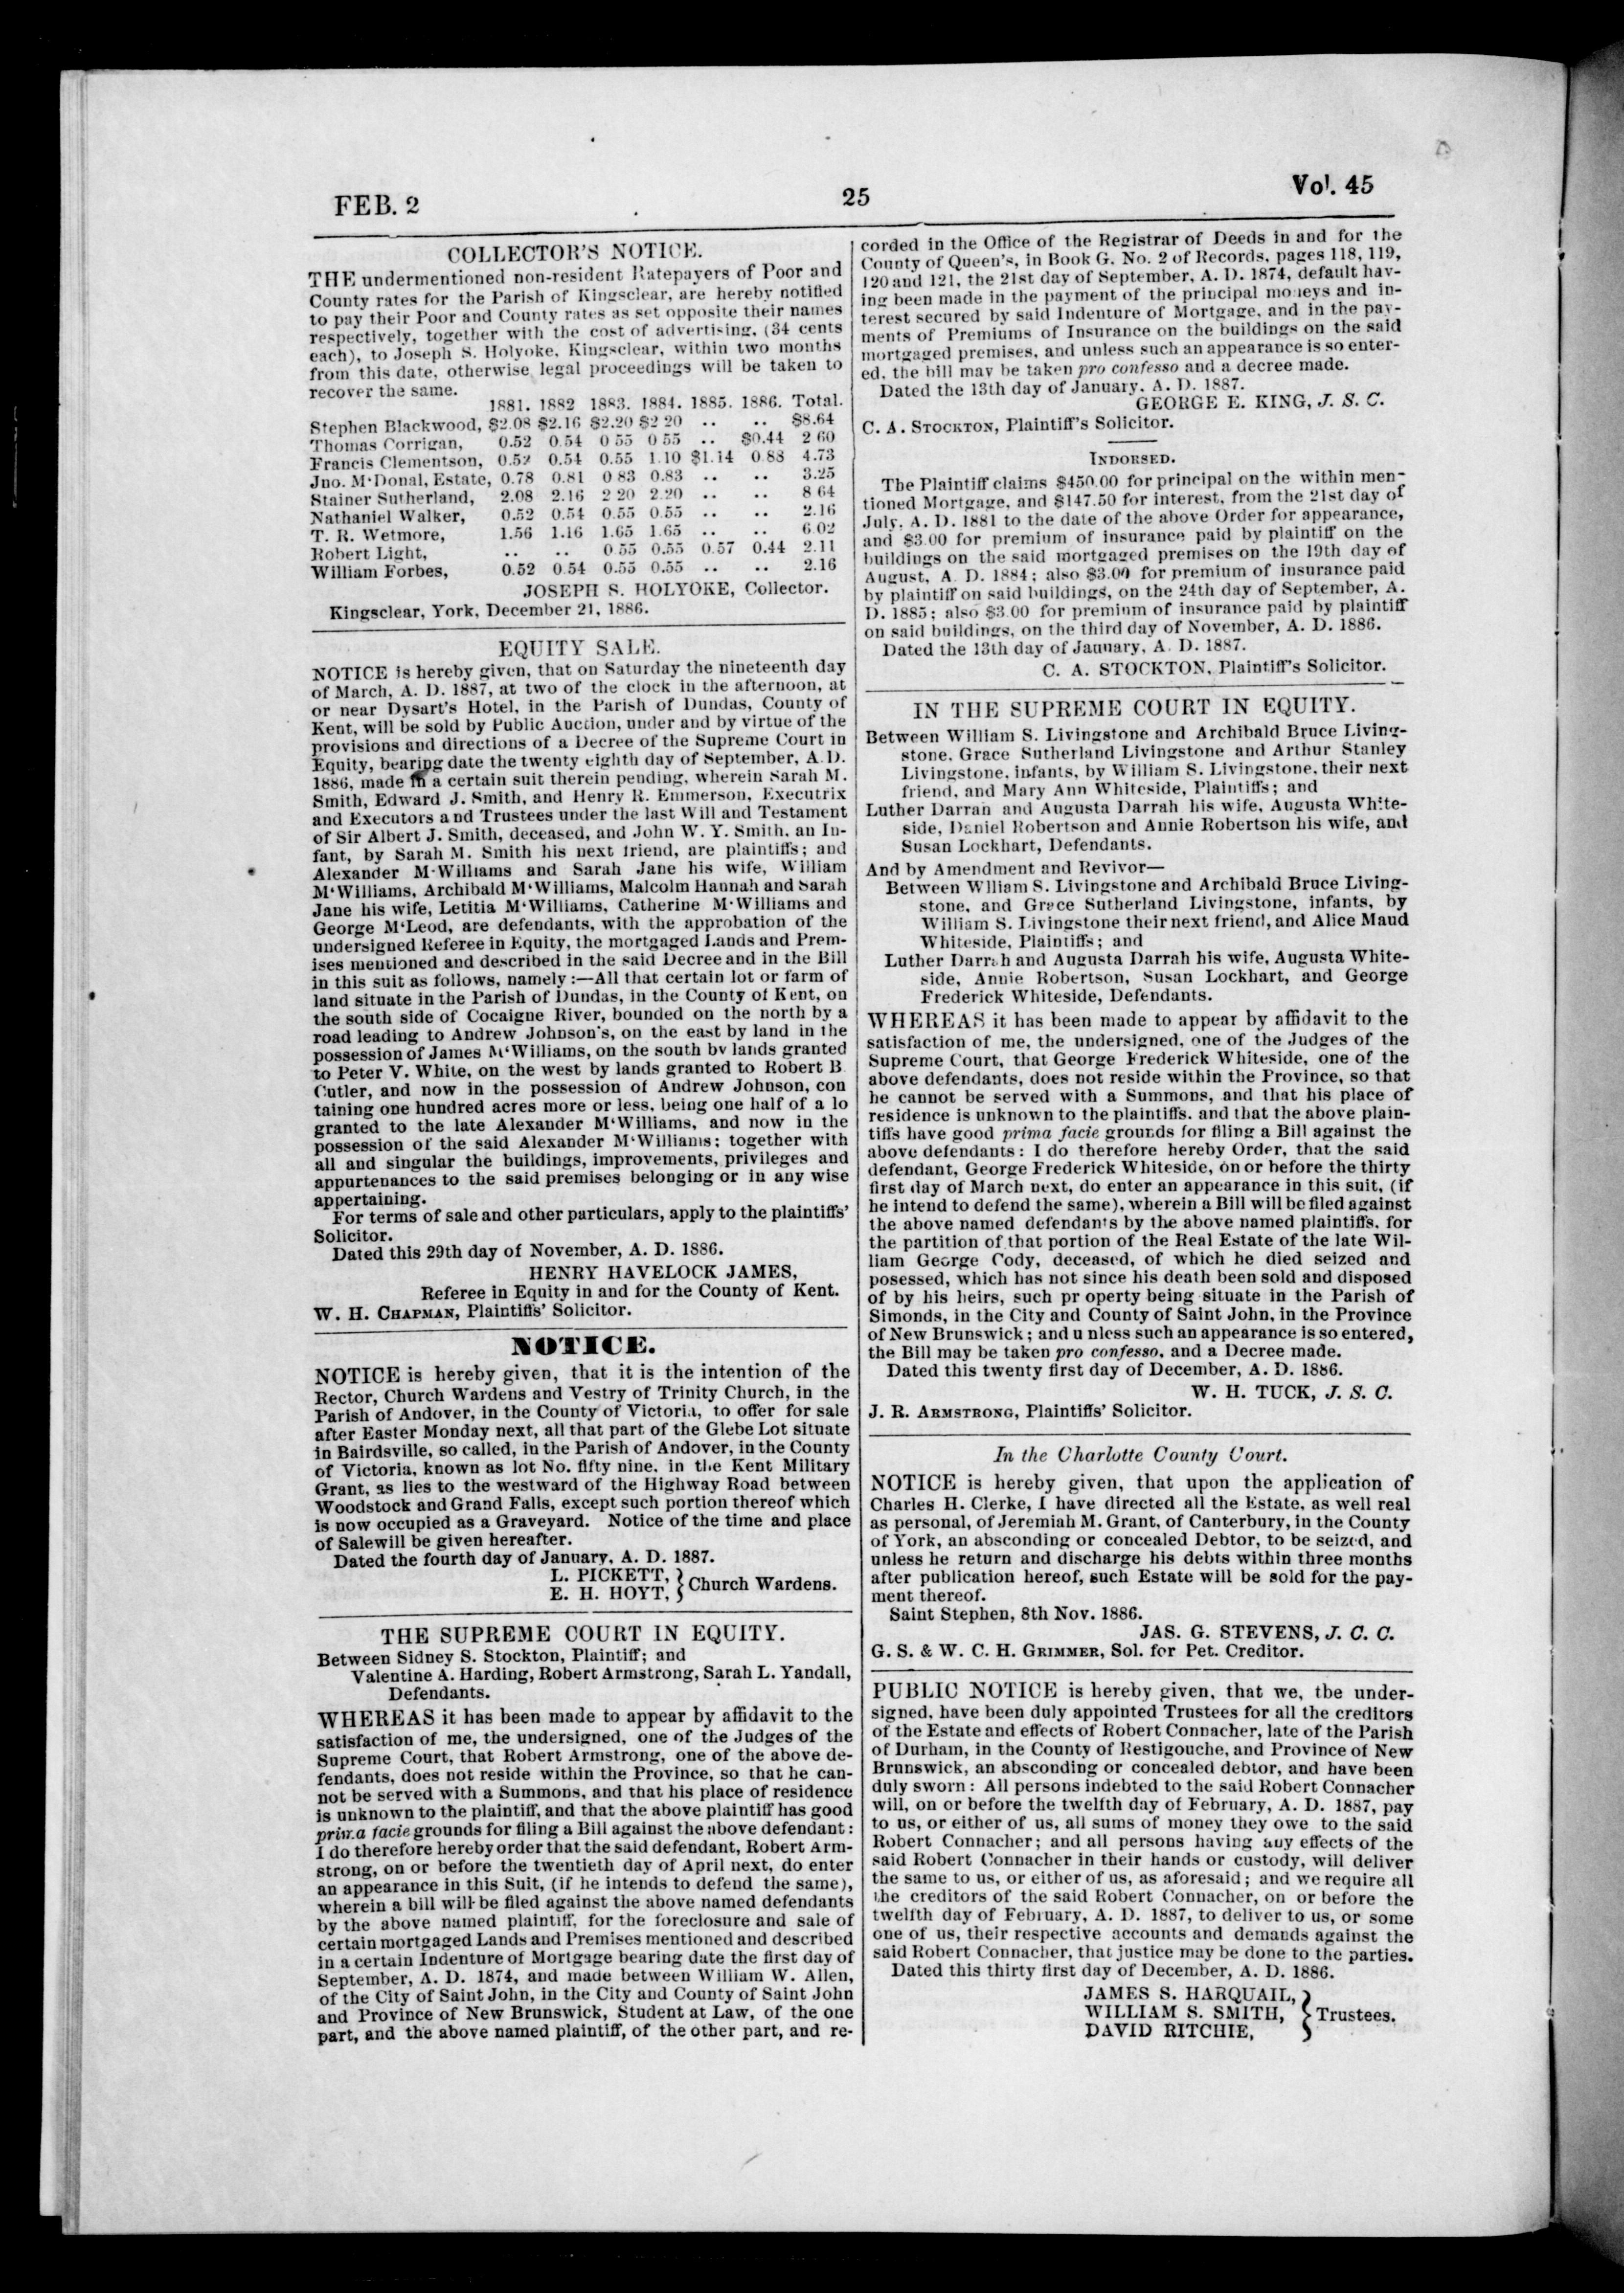 FEB. 2
25
Vol. 45
COLLECTOR'S NOTICE.
THE undermentioned non-resident Ratepayers of Poor and
County rates for the Parish of Kingsclear, are hereby notified
to pay their Poor and County rates as set opposite their names
respectively, together with the cost of advertising, (34 cents
each), to Joseph S. Holyoke, Kingsclear, within two months
from this date, otherwise legal proceedings will be taken to
recover the same.
1881. 1882 1883. 1884. 1885. 1886. Total.
Stephen Blackwood, $2.08 $2.16 $2.20 $2 20 .. .. $8.64
Thomas Corrigan, 0.52 0.54 0 55 0 55 .. $0.44 2 60
Francis Clementson, 0.52 0.54 0.55 1.10 $1.14 0.88 4.73
Jno. M'Donal, Estate, 0.78 0.81 0 83 0.83 .. .. 3.25
Stainer Sutherland, 2.08 2.16 2 20 2.20 .. .. 8 64
Nathaniel Walker, 0.52 0.54 0.55 0.55 .. .. 2.16
T. R. Wetmore, 1.56 1.16 1.65 1.65 .. .. 6.02
Robert Light, .. .. 0 55 0.55 0.57 0.44 2.11
William Forbes, 0.52 0 54 0.55 0.55 .. .. 2.16
JOSEPH S. HOLYOKE, Collector.
Kingsclear, York, December 21, 1886.
EQUITY SALE.
NOTICE is hereby given, that on Saturday the nineteenth day
of March, A. D. 1887, at two of the clock in the afternoon, at
or near Dysart's Hotel, in the Parish of Dundas, County of
Kent, will be sold by Public Auction, under and by virtue of the
provisions and directions of a Decree of the Supreme Court in
Equity, bearing date the twenty eighth day of September, A. D.
1886, made in a certain suit therein pending, wherein Sarah M.
Smith, Edward J. Smith, and Henry R. Emmerson, Executrix
and Executors and Trustees under the last Will and Testament
of Sir Albert J. Smith, deceased, and John W. Y. Smith, an In-
fant, by Sarah M. Smith his next friend, are plaintiffs; and
Alexander M'Williams and Sarah Jane his wife, William
M'Williams, Archibald M'Williams, Malcolm Hannah and Sarah
Jane his wife, Letitia M'Williams, Catherine M'Williams and
George M'Leod, are defendants, with the approbation of the
undersigned Referee in Equity, the mortgaged Lands and Prem-
ises mentioned and described in the said Decree and in the Bill
in this suit as follows, namely :—All that certain lot or farm of
land situate in the Parish of Dundas, in the County of Kent, on
the south side of Cocaigne River, bounded on the north by a
road leading to Andrew Johnson's, on the east by land in the
possession of James M'Williams, on the south by lands granted
to Peter V. White, on the west by lands granted to Robert B
Cutler, and now in the possession of Andrew Johnson, con
taining one hundred acres more or less, being one half of a lo
granted to the late Alexander M'Williams, and now in the
possession of the said Alexander M'Williams; together with
all and singular the buildings, improvements, privileges and
appurtenances to the said premises belonging or in any wise
appertaining.
For terms of sale and other particulars, apply to the plaintiffs'
Solicitor.
Dated this 29th day of November, A. D. 1886.
HENRY HAVELOCK JAMES,
Referee in Equity in and for the County of Kent.
W. H. CHAPMAN, Plaintiffs' Solicitor.
NOTICE.
NOTICE is hereby given, that it is the intention of the
Rector, Church Wardens and Vestry of Trinity Church, in the
Parish of Andover, in the County of Victoria, to offer for sale
after Easter Monday next, all that part of the Glebe Lot situate
in Bairdsville, so called, in the Parish of Andover, in the County
of Victoria, known as lot No. fifty nine. in the Kent Military
Grant, as lies to the westward of the Highway Road between
Woodstock and Grand Falls, except such portion thereof which
is now occupied as a Graveyard. Notice of the time and place
of Salewill be given hereafter.
Dated the fourth day of January, A. D. 1887.
L. PICKETT, } Church Wardens.
E. H. HOYT,
THE SUPREME COURT IN EQUITY.
Between Sidney S. Stockton, Plaintiff; and
Valentine A. Harding, Robert Armstrong, Sarah L. Yandall,
Defendants.
WHEREAS it has been made to appear by affidavit to the
satisfaction of me, the undersigned, one of the Judges of the
Supreme Court, that Robert Armstrong, one of the above de-
fendants, does not reside within the Province, so that he can-
not be served with a Summons, and that his place of residence
is unknown to the plaintiff, and that the above plaintiff has good
prima facie grounds for filing a Bill against the above defendant:
I do therefore hereby order that the said defendant, Robert Arm-
strong, on or before the twentieth day of April next, do enter
an appearance in this Suit, (if he intends to defend the same),
wherein a bill will be filed against the above named defendants
by the above named plaintiff, for the foreclosure and sale of
certain mortgaged Lands and Premises mentioned and described
in a certain Indenture of Mortgage bearing date the first day of
September, A. D. 1874, and made between William W. Allen,
of the City of Saint John, in the City and County of Saint John
and Province of New Brunswick, Student at Law, of the one
part, and the above named plaintiff, of the other part, and re-
corded in the Office of the Registrar of Deeds in and for the
County of Queen's, in Book G. No. 2 of Records, pages 118, 119,
120 and 121, the 21st day of September, A. D. 1874, default hav-
ing been made in the payment of the principal moneys and in-
terest secured by said Indenture of Mortgage, and in the pay-
ments of Premiums of Insurance on the buildings on the said
mortgaged premises, and unless such an appearance is so enter-
ed, the bill may be taken pro confesso and a decree made.
Dated the 13th day of January, A. D. 1887.
GEORGE E. KING, J. S. C.
C. A. STOCKTON, Plaintiff's Solicitor.
INDORSED.
The Plaintiff claims $450.00 for principal on the within men-
tioned Mortgage, and $147.50 for interest, from the 21st day of
July, A. D. 1881 to the date of the above Order for appearance,
and $3.00 for premium of insurance paid by plaintiff on the
buildings on the said mortgaged premises on the 19th day of
August, A. D. 1884; also $3.00 for premium of insurance paid
by plaintiff on said buildings, on the 24th day of September, A.
D. 1885; also $3.00 for premium of insurance paid by plaintiff
on said buildings, on the third day of November, A. D. 1886.
Dated the 13th day of January, A. D. 1887.
C. A. STOCKTON, Plaintiff's Solicitor.
IN THE SUPREME COURT IN EQUITY.
Between William S. Livingstone and Archibald Bruce Living-
stone, Grace Sutherland Livingstone and Arthur Stanley
Livingstone, infants, by William S. Livingstone, their next
friend, and Mary Ann Whiteside, Plaintiffs; and
Luther Darrah and Augusta Darrah his wife, Augusta White-
side, Daniel Robertson and Annie Robertson his wife, and
Susan Lockhart, Defendants.
And by Amendment and Revivor—
Between Wlliam S. Livingstone and Archibald Bruce Living-
stone, and Grace Sutherland Livingstone, infants, by
William S. Livingstone their next friend, and Alice Maud
Whiteside, Plaintiffs; and
Luther Darrah and Augusta Darrah his wife, Augusta White-
side, Annie Robertson, Susan Lockhart, and George
Frederick Whiteside, Defendants.
WHEREAS it has been made to appear by affidavit to the
satisfaction of me, the undersigned, one of the Judges of the
Supreme Court, that George Frederick Whiteside, one of the
above defendants, does not reside within the Province, so that
he cannot be served with a Summons, and that his place of
residence is unknown to the plaintiffs. and that the above plain-
tiffs have good prima facie grounds for filing a Bill against the
above defendants: I do therefore hereby Order, that the said
defendant, George Frederick Whiteside, on or before the thirty
first day of March next, do enter an appearance in this suit, (if
he intend to defend the same), wherein a Bill will be filed against
the above named defendants by the above named plaintiffs, for
the partition of that portion of the Real Estate of the late Wil-
liam George Cody, deceased, of which he died seized and
posessed, which has not since his death been sold and disposed
of by his heirs, such pr operty being situate in the Parish of
Simonds, in the City and County of Saint John, in the Province
of New Brunswick; and u nless such an appearance is so entered,
the Bill may be taken pro confesso, and a Decree made.
Dated this twenty first day of December, A. D. 1886.
W. H. TUCK, J. S. C.
J. R. ARMSTRONG, Plaintiffs' Solicitor.
In the Charlotte County Court.
NOTICE is hereby given, that upon the application of
Charles H. Clerke, I have directed all the Estate, as well real
as personal, of Jeremiah M. Grant, of Canterbury, in the County
of York, an absconding or concealed Debtor, to be seized, and
unless he return and discharge his debts within three months
after publication hereof, such Estate will be sold for the pay-
ment thereof.
Saint Stephen, 8th Nov. 1886.
JAS. G. STEVENS, J. C. C.
G. S. & W. C. H. GRIMMER, Sol. for Pet. Creditor.
PUBLIC NOTICE is hereby given, that we, the under-
signed, have been duly appointed Trustees for all the creditors
of the Estate and effects of Robert Connacher, late of the Parish
of Durham, in the County of Restigouche, and Province of New
Brunswick, an absconding or concealed debtor, and have been
duly sworn: All persons indebted to the said Robert Connacher
will, on or before the twelfth day of February, A. D. 1887, pay
to us, or either of us, all sums of money they owe to the said
Robert Connacher; and all persons having any effects of the
said Robert Connacher in their hands or custody, will deliver
the same to us, or either of us, as aforesaid; and we require all
the creditors of the said Robert Connacher, on or before the
twelfth day of February, A. D. 1887, to deliver to us, or some
one of us, their respective accounts and demands against the
said Robert Connacher, that justice may be done to the parties.
Dated this thirty first day of December, A. D. 1886.
JAMES S. HARQUAIL,
WILLIAM S. SMITH, } Trustees.
DAVID RITCHIE,